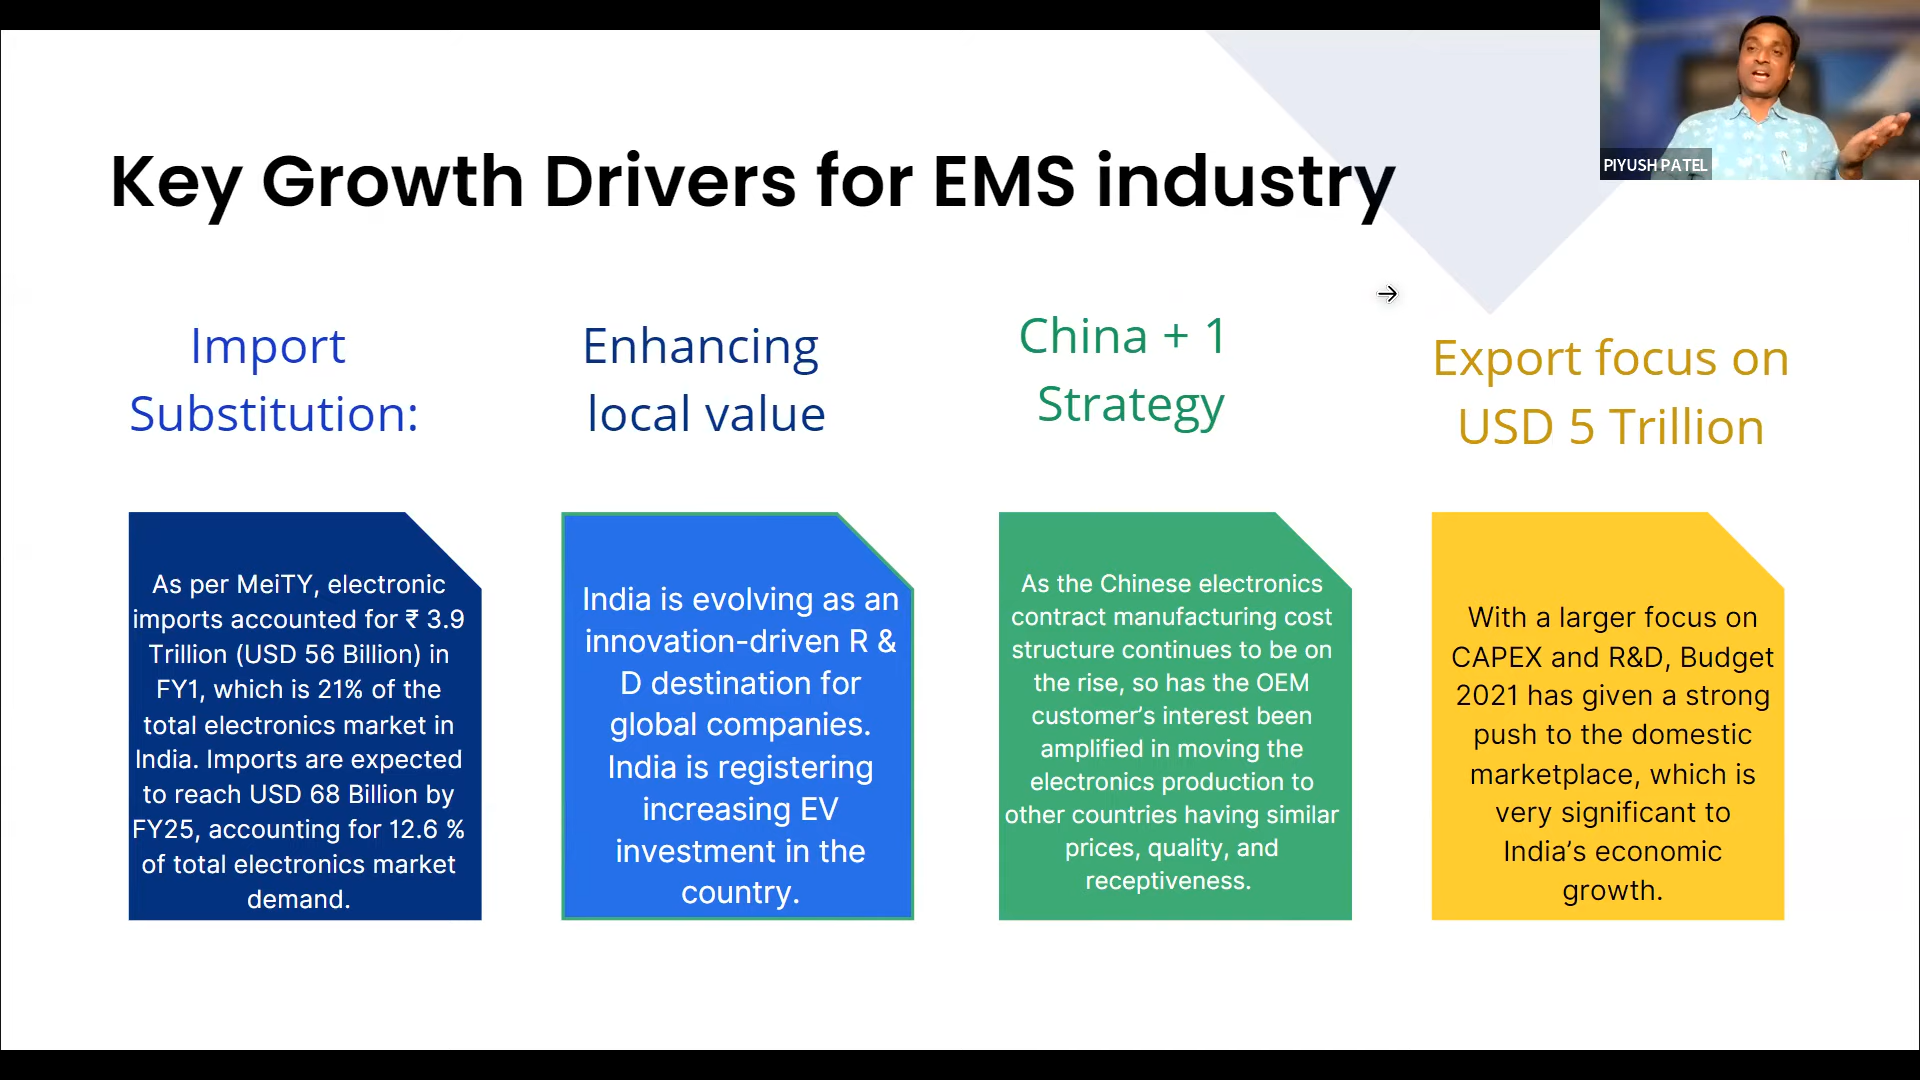 Key Growth Drivers for EMS industry
PIYUSH PATEL
Import
Substitution:
As per MeiTY, electronic
imports accounted for ₹ 3.9
Trillion (USD 56 Billion) in
FY1, which is 21% of the
total electronics market in
India. Imports are expected
to reach USD 68 Billion by
FY25, accounting for 12.6 %
of total electronics market
demand.
Enhancing
local value
India is evolving as an
innovation-driven R &
D destination for
global companies.
India is registering
increasing EV
investment in the
country.
China + 1
Strategy
As the Chinese electronics
contract manufacturing cost
structure continues to be on
the rise, so has the OEM
customer’s interest been
amplified in moving the
electronics production to
other countries having similar
prices, quality, and
receptiveness.
Export focus on
USD 5 Trillion
With a larger focus on
CAPEX and R&D, Budget
2021 has given a strong
push to the domestic
marketplace, which is
very significant to
India’s economic
growth.